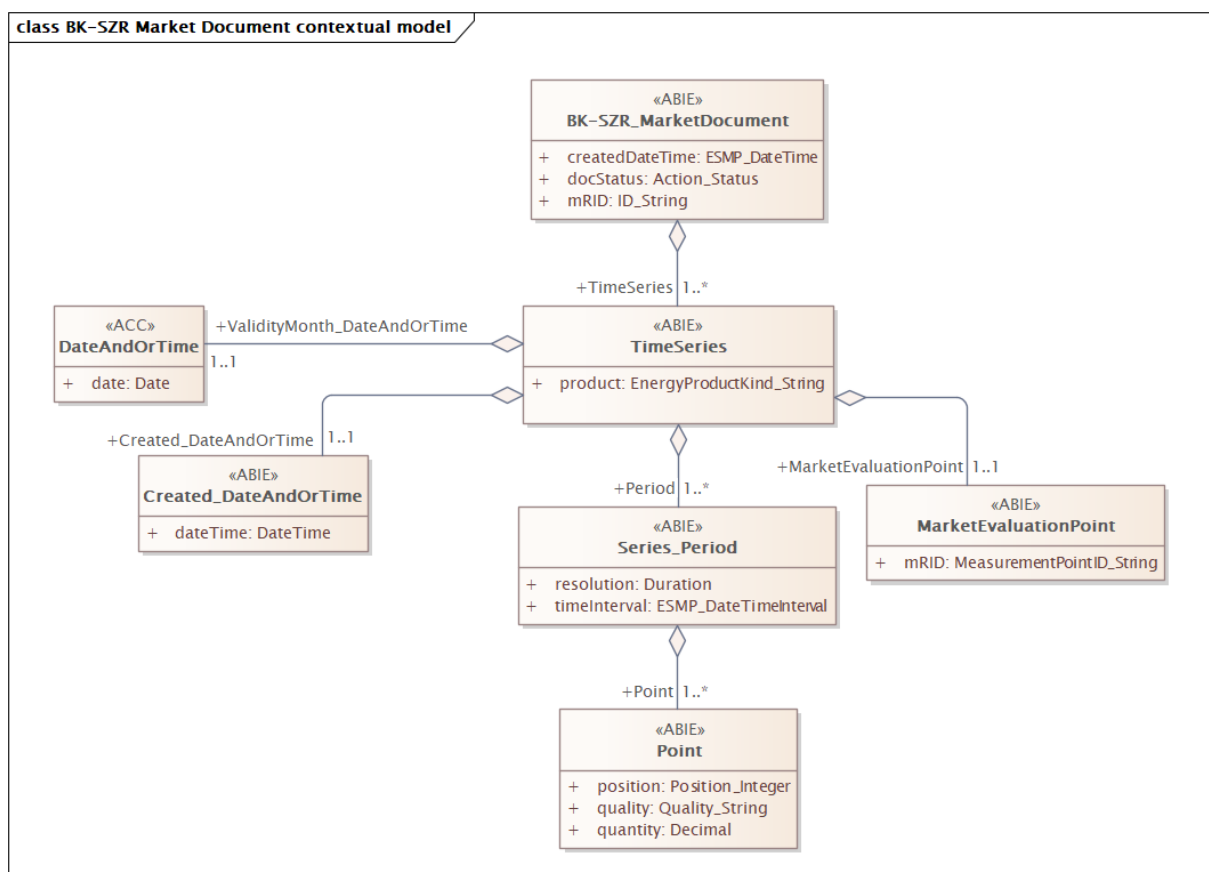 class BK-SZR Market Document contextual model
«ABIE»
BK-SZR_MarketDocument
+ createdDateTime: ESMP_DateTime
+ docStatus: Action_Status
+ mRID: ID_String
+TimeSeries 1..*
«ACC»
DateAndOrTime
+ date: Date
+ValidityMonth_DateAndOrTime
1..1
«ABIE»
TimeSeries
+ product: EnergyProductKind_String
+Created_DateAndOrTime 1..1
«ABIE»
Created_DateAndOrTime
+ dateTime: DateTime
+Period 1..*
+MarketEvaluationPoint 1..1
«ABIE»
MarketEvaluationPoint
+ mRID: MeasurementPointID_String
«ABIE»
Series_Period
+ resolution: Duration
+ timeInterval: ESMP_DateTimeInterval
+Point 1..*
«ABIE»
Point
+ position: Position_Integer
+ quality: Quality_String
+ quantity: Decimal